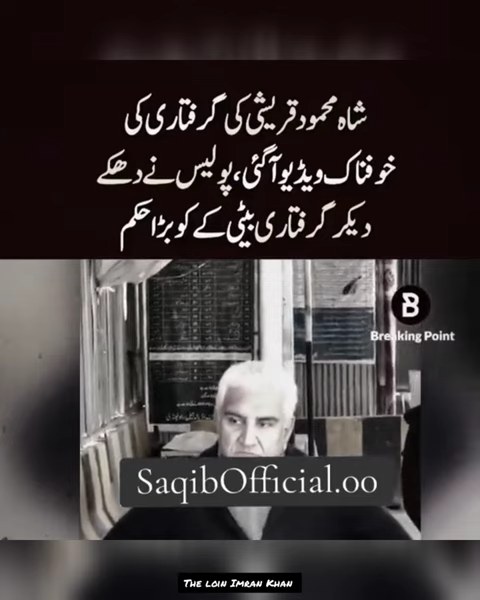 شاہ محمود قریشی کی گرفتاری کی
خوفناک ویڈیو آگئی، پولیس نے دھکے
دیکر گرفتاری بیٹی کے کو بڑا حکم
Breaking Point
SaqibOfficial.oo
The loin Imran Khan